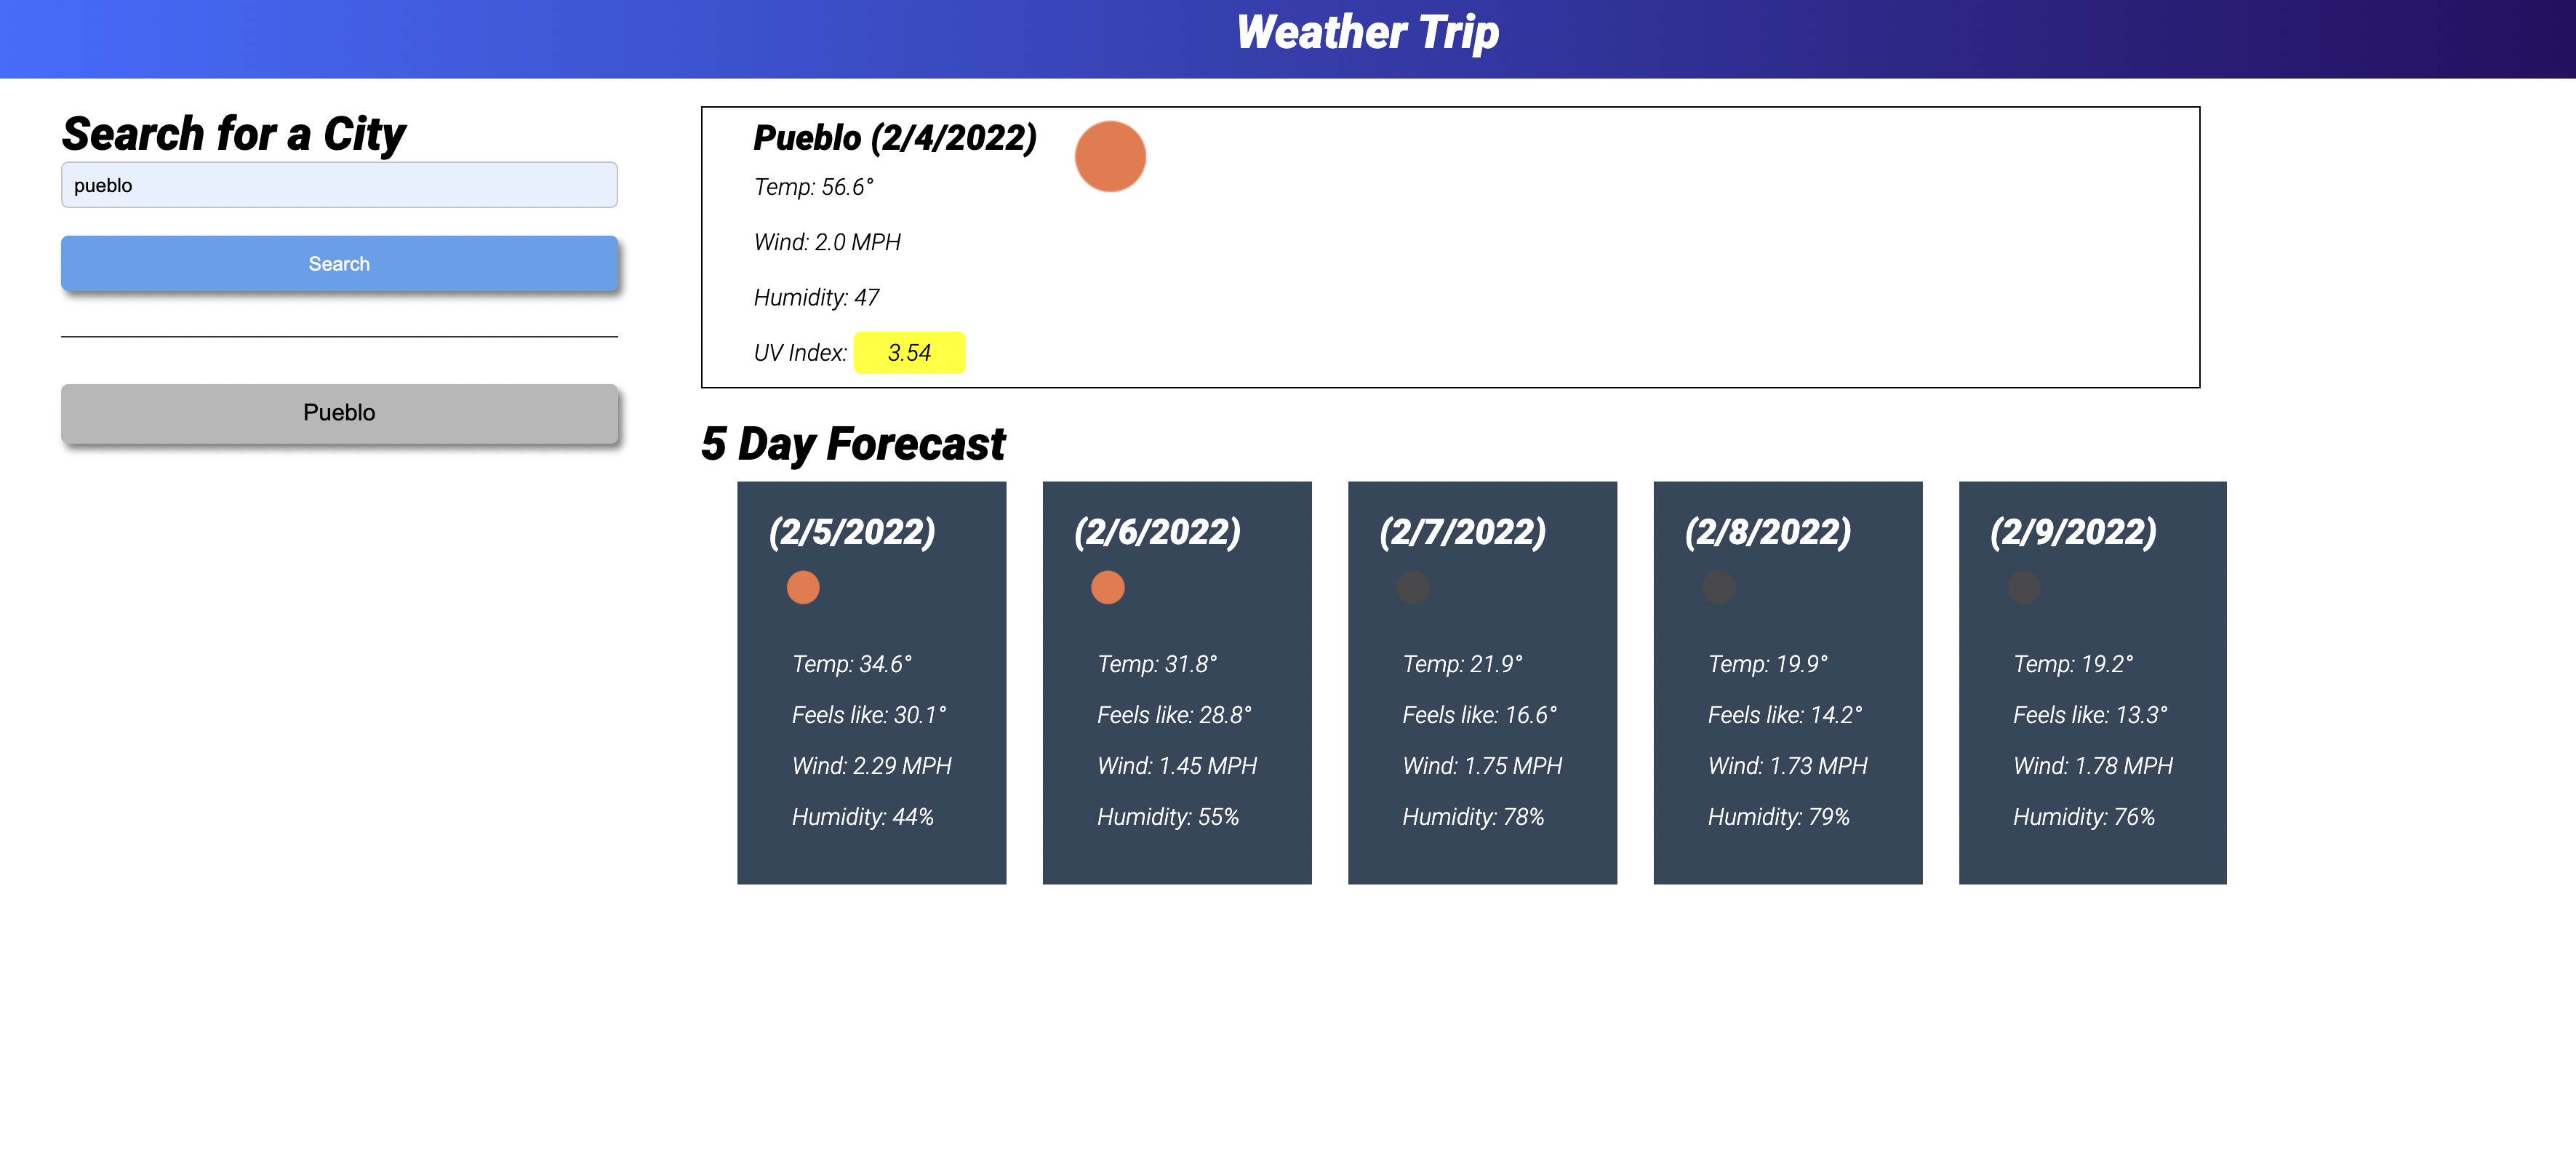 Weather Trip
Search for a City
pueblo
Search
Pueblo
Pueblo (2/4/2022)
Temp: 56.6°
Wind: 2.0 MPH
Humidity: 47
UV Index: 3.54
5 Day Forecast
(2/5/2022)
Temp: 34.6°
Feels like: 30.1°
Wind: 2.29 MPH
Humidity: 44%
(2/6/2022)
Temp: 31.8°
Feels like: 28.8°
Wind: 1.45 MPH
Humidity: 55%
(2/7/2022)
Temp: 21.9°
Feels like: 16.6°
Wind: 1.75 MPH
Humidity: 78%
(2/8/2022)
Temp: 19.9°
Feels like: 14.2°
Wind: 1.73 MPH
Humidity: 79%
(2/9/2022)
Temp: 19.2°
Feels like: 13.3°
Wind: 1.78 MPH
Humidity: 76%